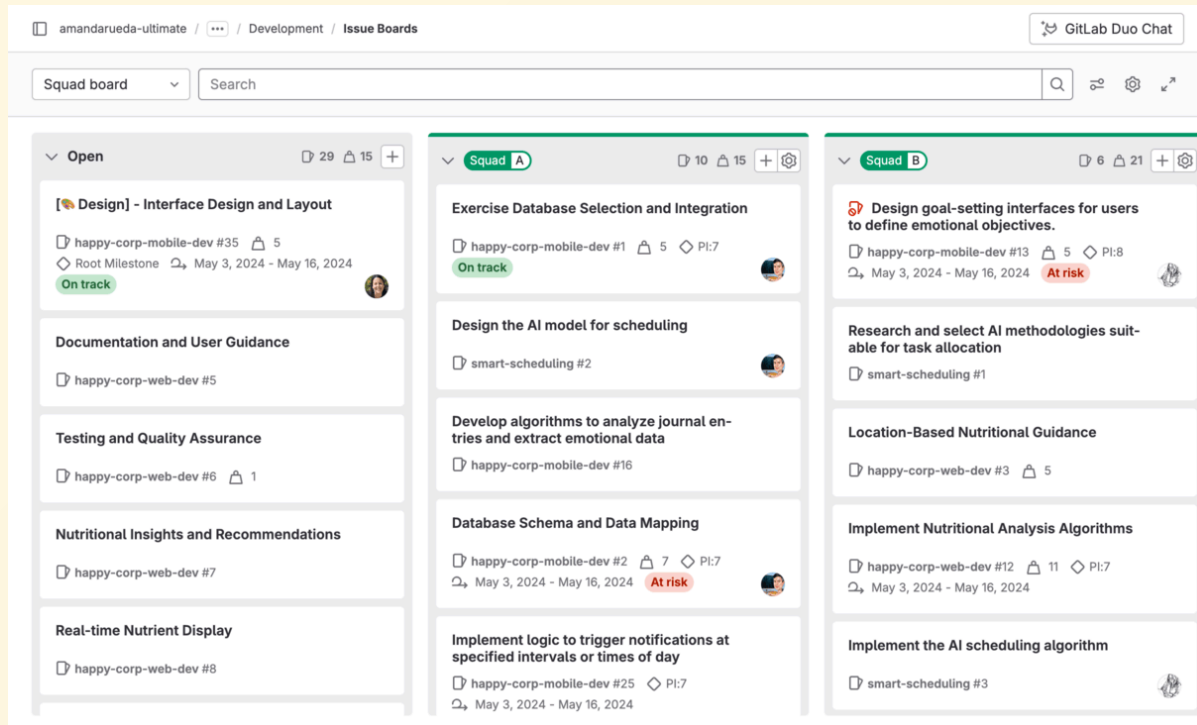 amandarueda-ultimate / ... / Development / Issue Boards
GitLab Duo Chat
Squad board
Search
Open 29 15
[🎨 Design] - Interface Design and Layout
happy-corp-mobile-dev #35 5
Root Milestone May 3, 2024 - May 16, 2024
On track
Documentation and User Guidance
happy-corp-web-dev #5
Testing and Quality Assurance
happy-corp-web-dev #6 1
Nutritional Insights and Recommendations
happy-corp-web-dev #7
Real-time Nutrient Display
happy-corp-web-dev #8
Squad A 10 15
Exercise Database Selection and Integration
happy-corp-mobile-dev #1 5 PI:7
On track
Design the AI model for scheduling
smart-scheduling #2
Develop algorithms to analyze journal en-
tries and extract emotional data
happy-corp-mobile-dev #16
Database Schema and Data Mapping
happy-corp-mobile-dev #2 7 PI:7
May 3, 2024 - May 16, 2024 At risk
Implement logic to trigger notifications at
specified intervals or times of day
happy-corp-mobile-dev #25 PI:7
May 3, 2024 - May 16, 2024
Squad B 6 21
Design goal-setting interfaces for users
to define emotional objectives.
happy-corp-mobile-dev #13 5 PI:8
May 3, 2024 - May 16, 2024 At risk
Research and select AI methodologies suit-
able for task allocation
smart-scheduling #1
Location-Based Nutritional Guidance
happy-corp-web-dev #3 5
Implement Nutritional Analysis Algorithms
happy-corp-web-dev #12 11 PI:7
May 3, 2024 - May 16, 2024
Implement the AI scheduling algorithm
smart-scheduling #3